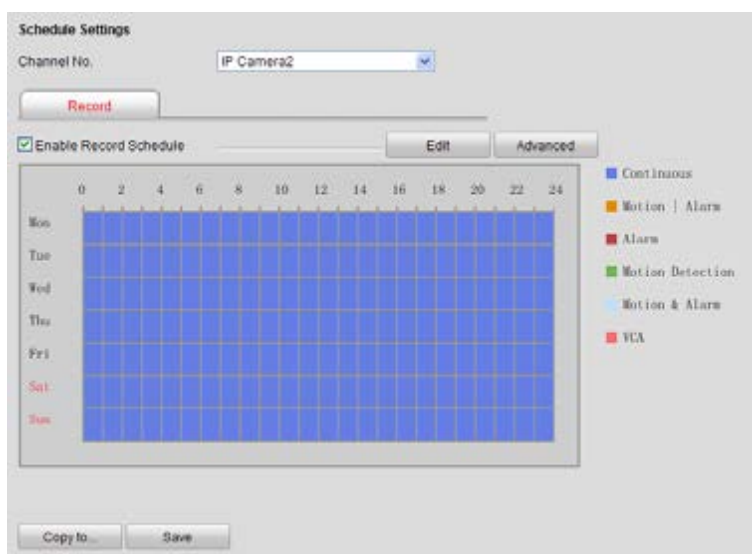 Schedule Settings
Channel No. IP Camera2
Record
Enable Record Schedule Edit Advanced
0 2 4 6 8 10 12 14 16 18 20 22 24
Mon
Tue
Wed
Thu
Fri
Sat
Sun
Continuous
Motion | Alarm
Alarm
Motion Detection
Motion & Alarm
VCA
Copy to... Save